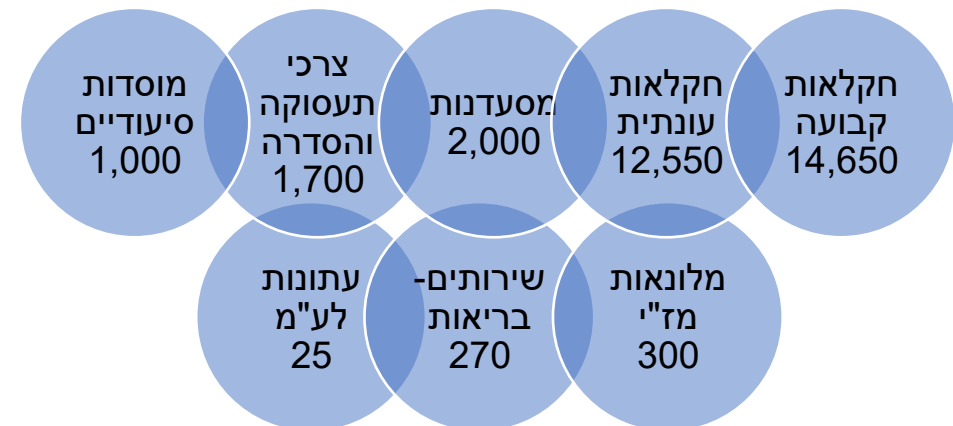 חקלאות
קבועה
14,650
חקלאות
עונתית
12,550
מסעדנות
2,000
צרכי
תעסוקה
והסדרה
1,700
מוסדות
סיעודיים
1,000
מלונאות
מז"י
300
שירותים-
בריאות
270
עתונות
לע"מ
25